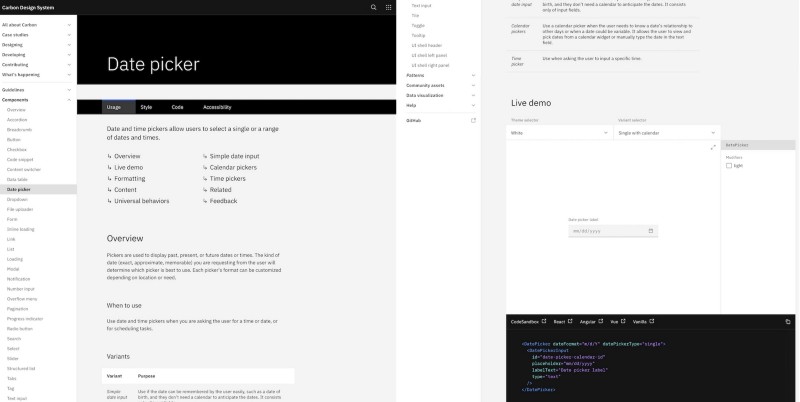 Carbon Design System
All about Carbon
Case studies
Designing
Developing
Contributing
What's happening
Guidelines
Components
Overview
Accordion
Breadcrumb
Button
Checkbox
Code snippet
Content switcher
Data table
Date picker
Dropdown
File uploader
Form
Inline loading
Link
List
Loading
Modal
Notification
Number input
Overflow menu
Pagination
Progress indicator
Radio button
Search
Select
Slider
Structured list
Tabs
Tag
Text input
Date picker
Usage
Style
Code
Accessibility
Date and time pickers allow users to select a single or a range
of dates and times.
↳ Overview
↳ Live demo
↳ Formatting
↳ Content
↳ Universal behaviors
↳ Simple date input
↳ Calendar pickers
↳ Time pickers
↳ Related
↳ Feedback
Overview
Pickers are used to display past, present, or future dates or times. The kind of
date (exact, approximate, memorable) you are requesting from the user will
determine which picker is best to use. Each picker's format can be customized
depending on location or need.
When to use
Use date and time pickers when you are asking the user for a time or date, or
for scheduling tasks.
Variants
Variant Purpose
Simple
date input
Use if the date can be remembered by the user easily, such as a date of
birth, and they don't need a calendar to anticipate the dates. It consists
Text input
Tile
Toggle
Tooltip
UI shell header
UI shell left panel
UI shell right panel
Patterns
Community assets
Data visualization
Help
GitHub
date input
birth, and they don't need a calendar to anticipate the dates. It consists
only of input fields.
Calendar
pickers
Use a calendar picker when the user needs to know a date's relationship to
other days or when a date could be variable. It allows the user to view and
pick dates from a calendar widget or manually type the date in the text
field.
Time
picker
Use when asking the user to input a specific time.
Live demo
Theme selector
White
Variant selector
Single with calendar
DatePicker
Modifiers
light
Date picker label
mm/dd/yyyy
CodeSandbox
React
Angular
Vue
Vanilla
<DatePicker dateFormat="m/d/Y" datePickerType="single">
<DatePickerInput
id="date-picker-calendar-id"
placeholder="mm/dd/yyyy"
labelText="Date picker label"
type="text"
/>
</DatePicker>